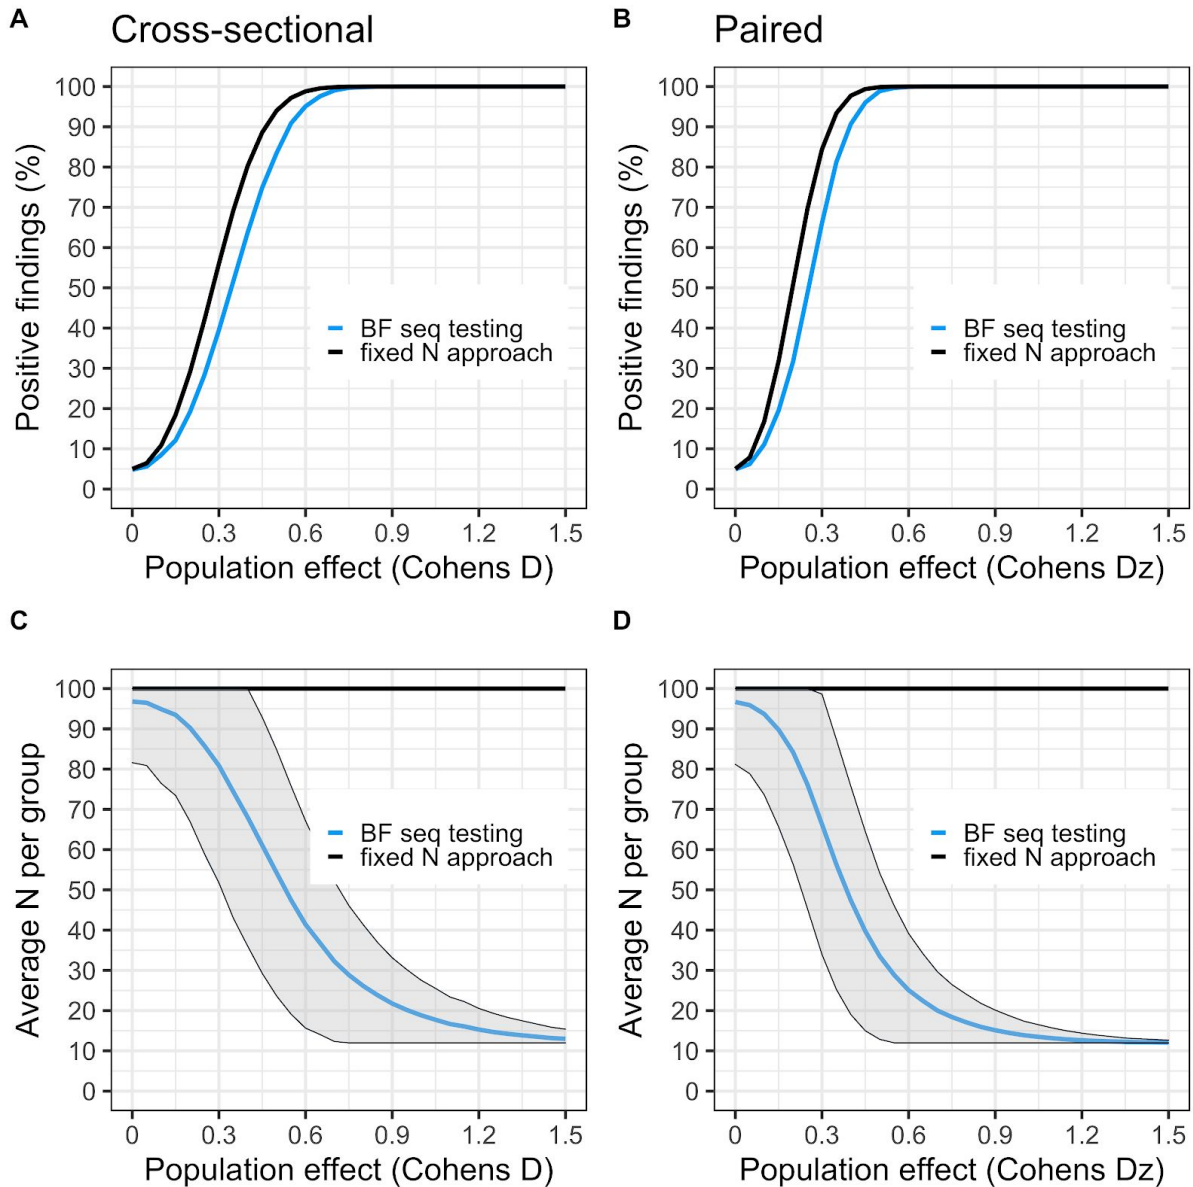 A
Cross-sectional
Positive findings (%)
100
90
80
70
60
50
40
30
20
10
0
BF seq testing
fixed N approach
0 0.3 0.6 0.9 1.2 1.5
Population effect (Cohens D)
B
Paired
Positive findings (%)
100
90
80
70
60
50
40
30
20
10
0
BF seq testing
fixed N approach
0 0.3 0.6 0.9 1.2 1.5
Population effect (Cohens Dz)
C
Average N per group
100
90
80
70
60
50
40
30
20
10
0
BF seq testing
fixed N approach
0 0.3 0.6 0.9 1.2 1.5
Population effect (Cohens D)
D
Average N per group
100
90
80
70
60
50
40
30
20
10
0
BF seq testing
fixed N approach
0 0.3 0.6 0.9 1.2 1.5
Population effect (Cohens Dz)